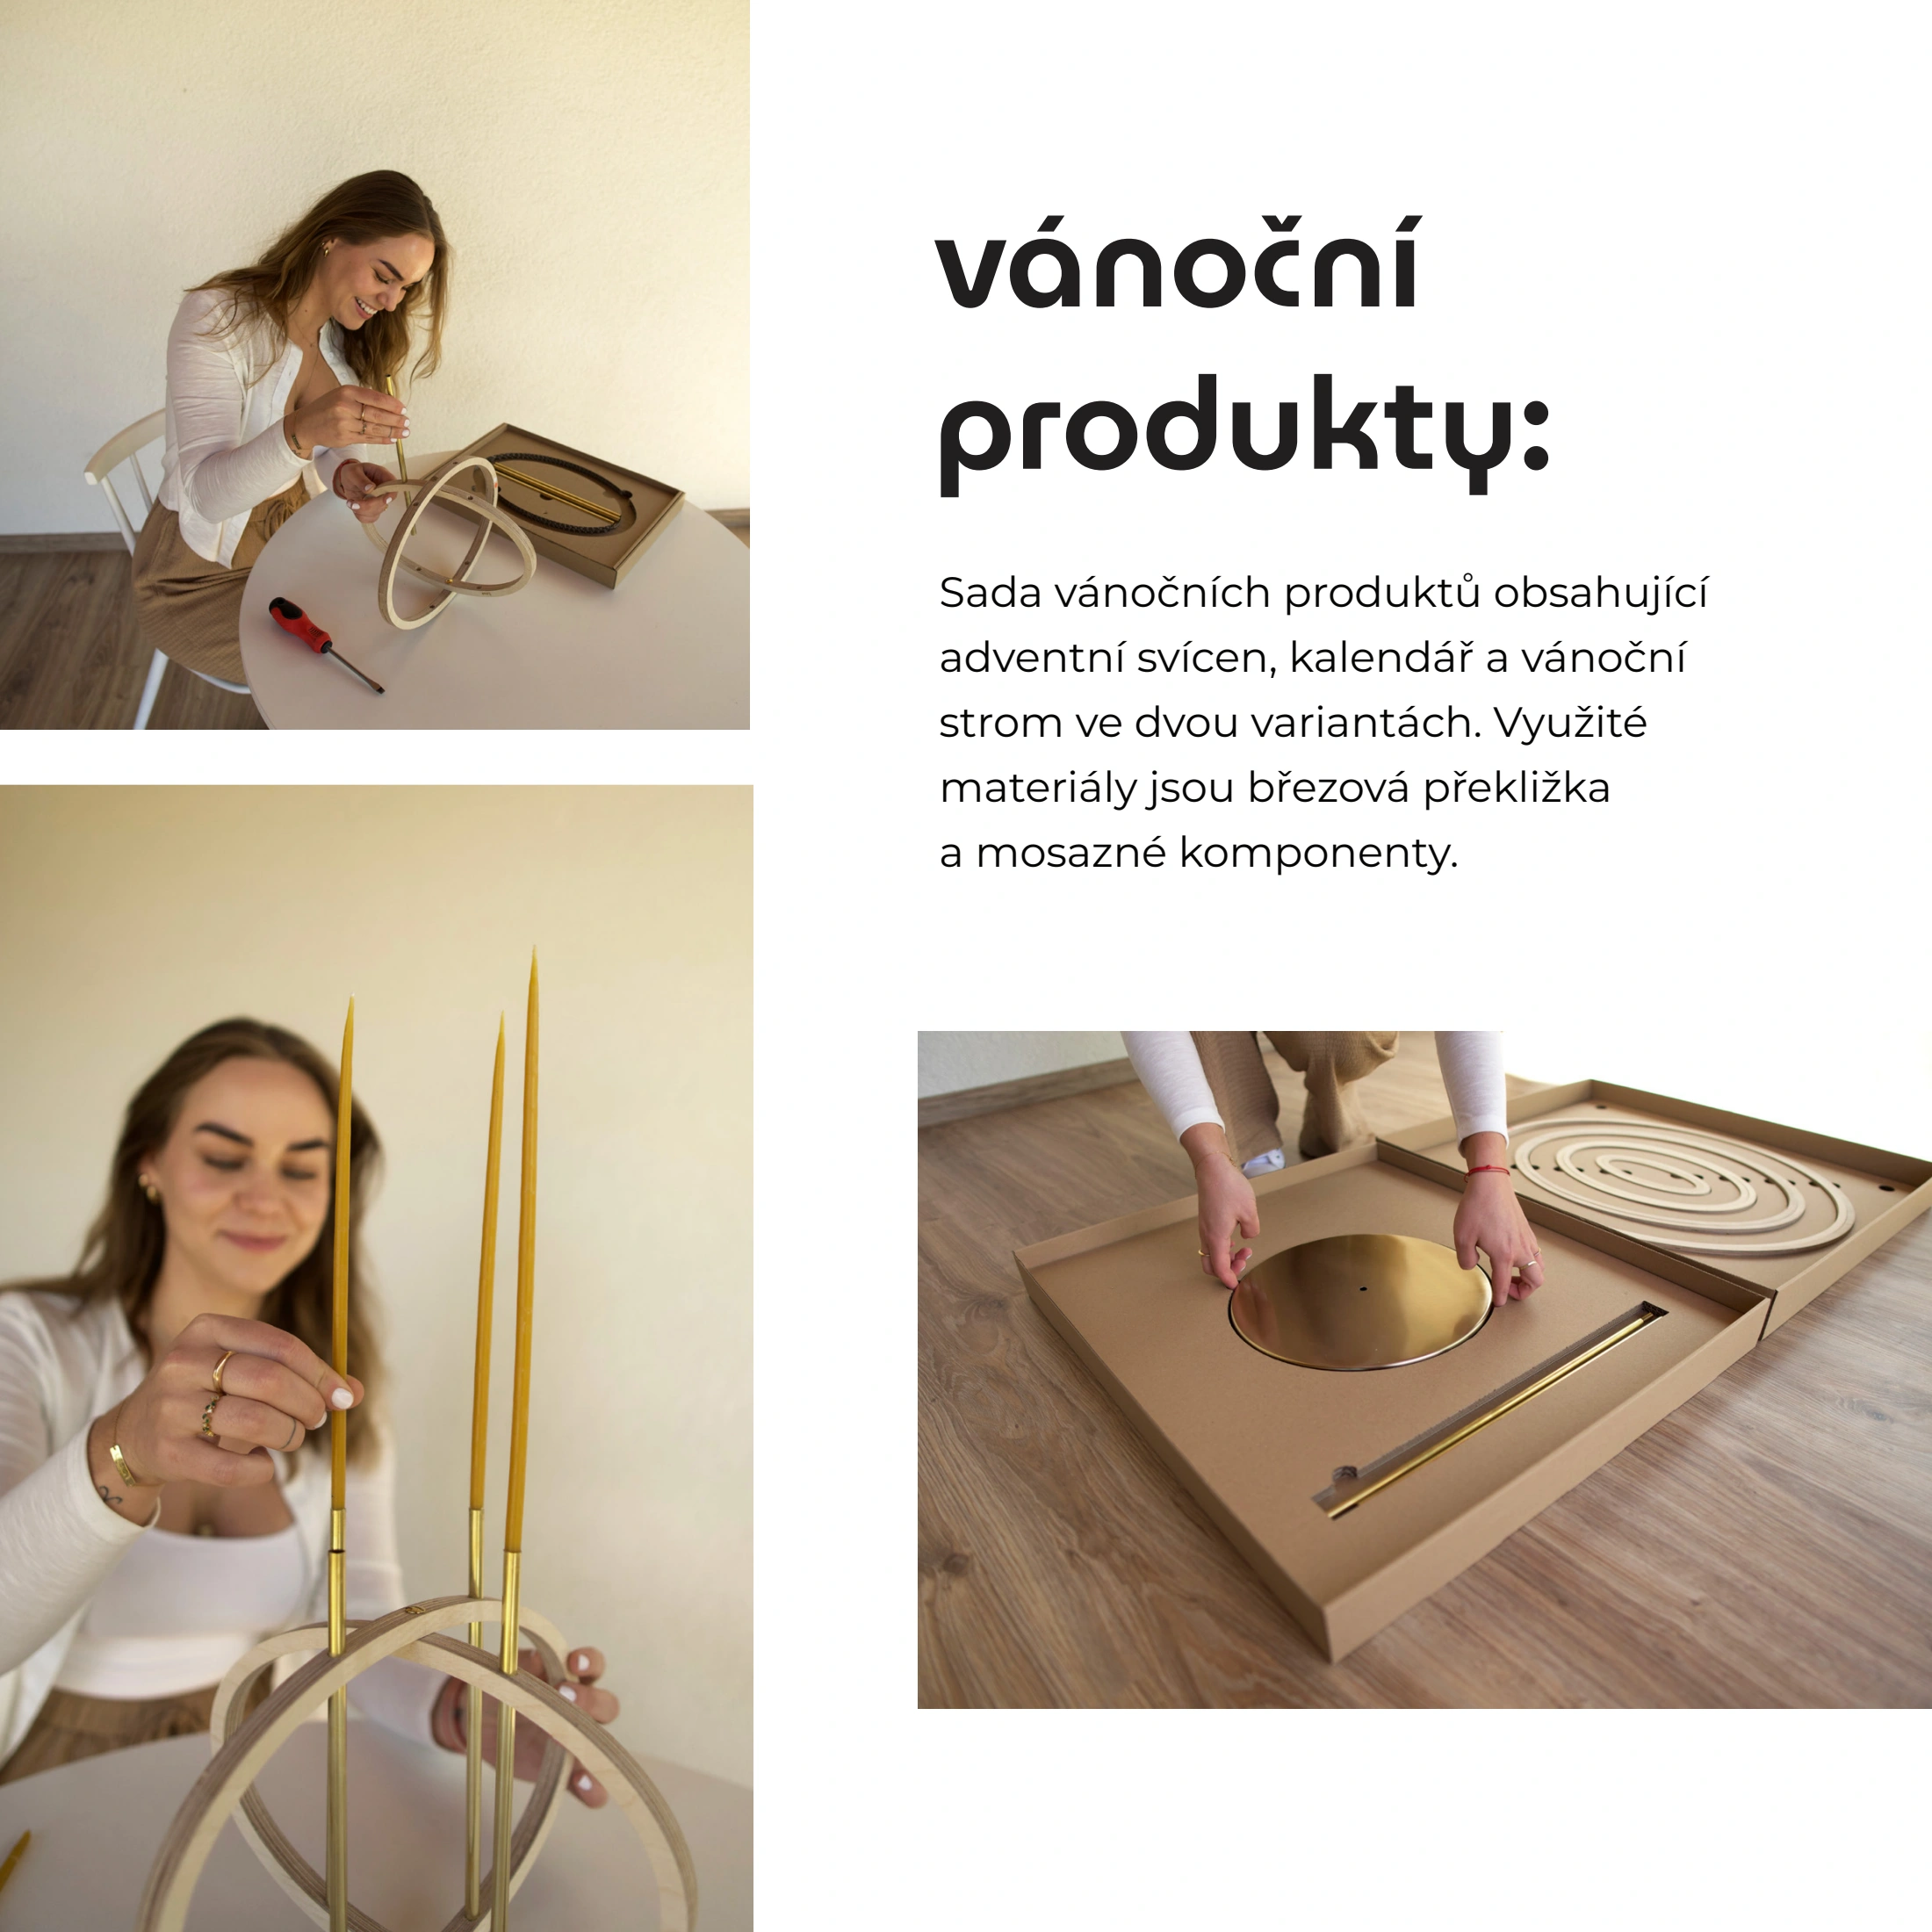 vánoční
produkty:
Sada vánočních produktů obsahující
adventní svícen, kalendář a vánoční
strom ve dvou variantách. Využité
materiály jsou březová překližka
a mosazné komponenty.